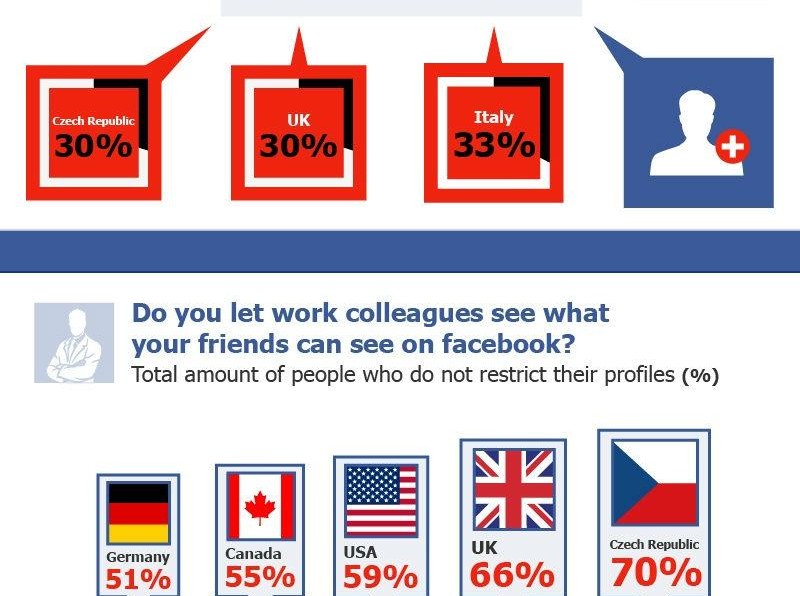 Czech Republic
30%
UK
30%
Italy
33%
Do you let work colleagues see what
your friends can see on facebook?
Total amount of people who do not restrict their profiles (%)
Germany
51%
Canada
55%
USA
59%
UK
66%
Czech Republic
70%